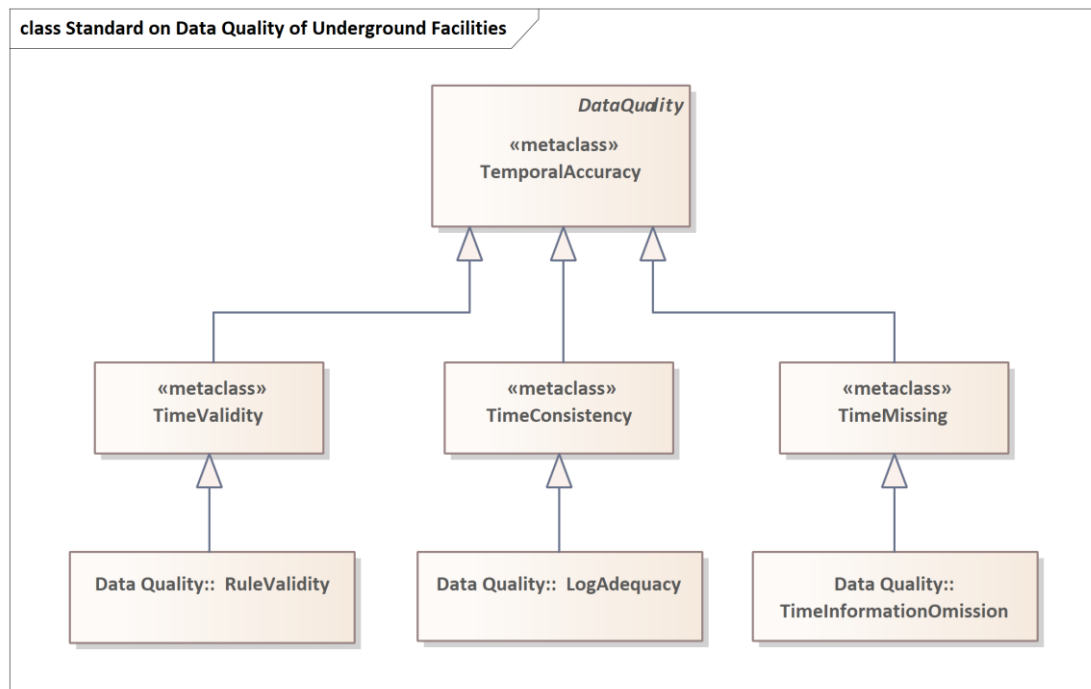 class Standard on Data Quality of Underground Facilities
DataQuality
«metaclass»
TemporalAccuracy
«metaclass»
TimeValidity
«metaclass»
TimeConsistency
«metaclass»
TimeMissing
Data Quality:: RuleValidity
Data Quality:: LogAdequacy
Data Quality::
TimeInformationOmission